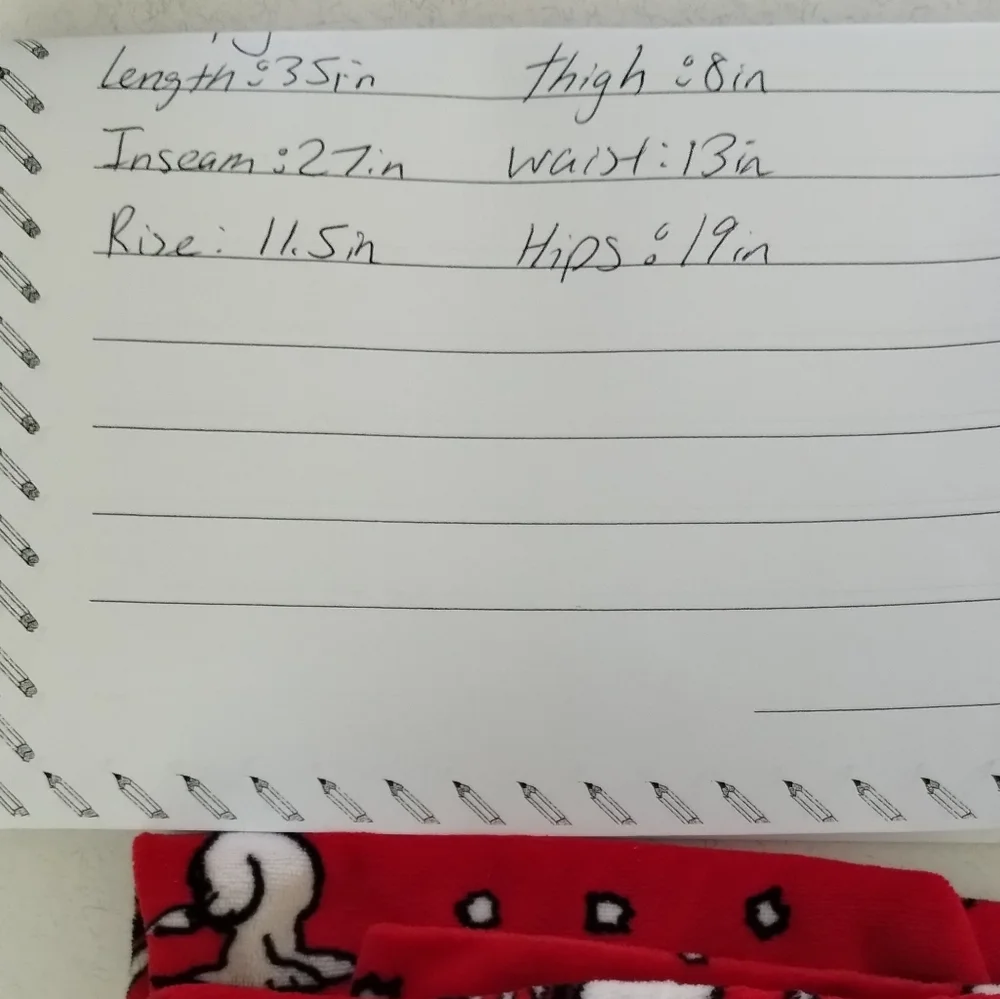 Length: 35in thigh: 8in
Inseam: 27in waist: 13in
Rise: 11.5in Hips: 19in